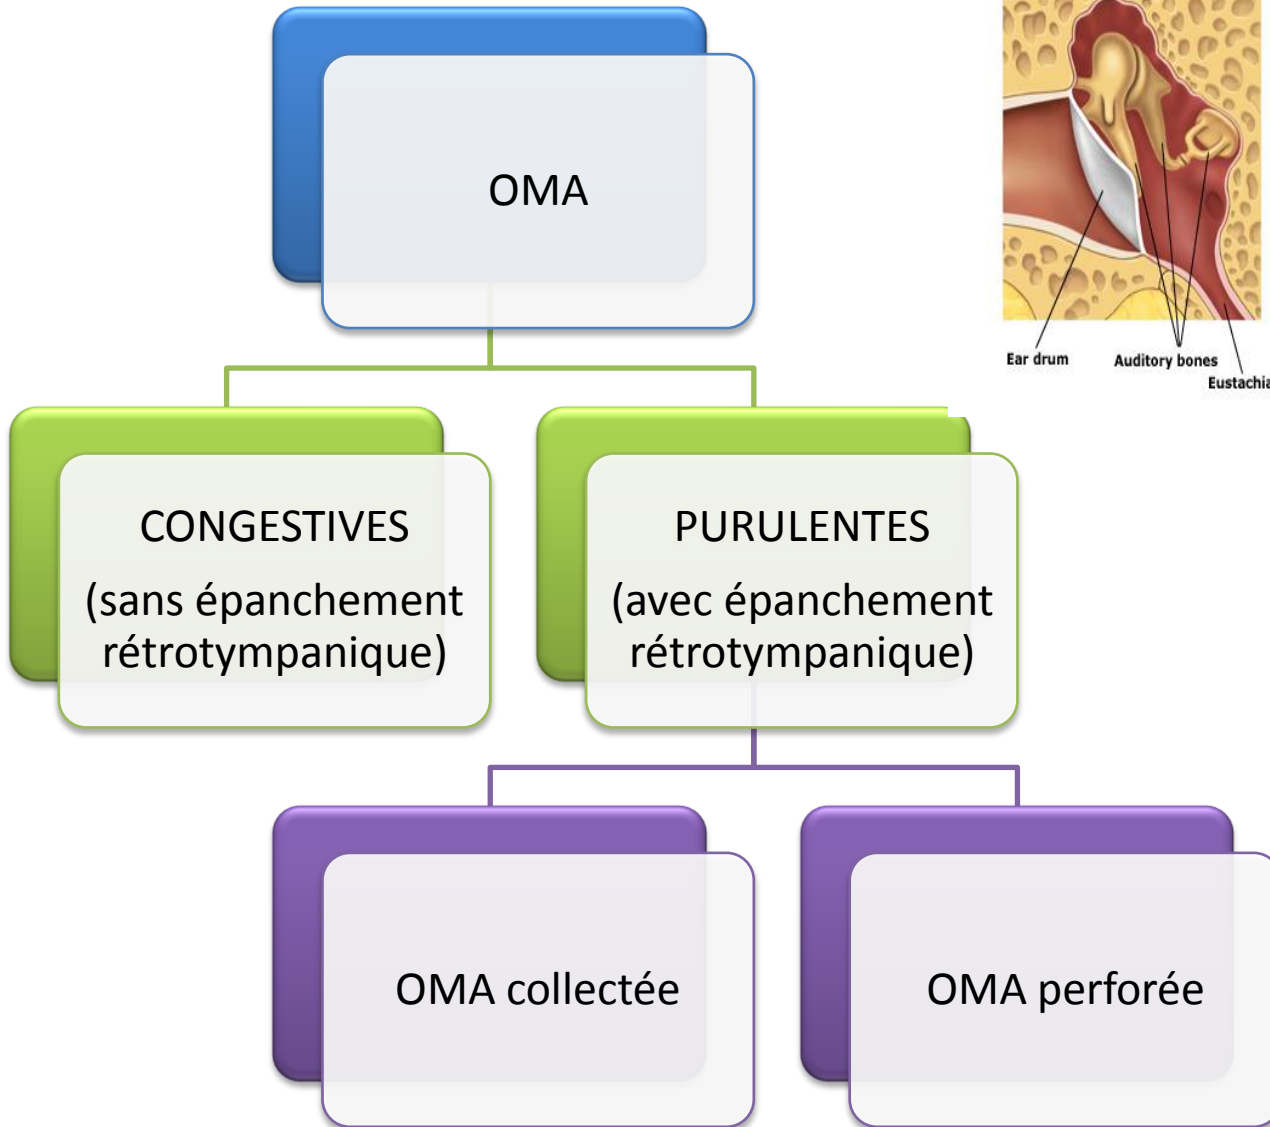 OMA
Ear drum
Auditory bones
Eustachia
CONGESTIVES
(sans épanchement
rétrotympanique)
PURULENTES
(avec épanchement
rétrotympanique)
OMA collectée
OMA perforée